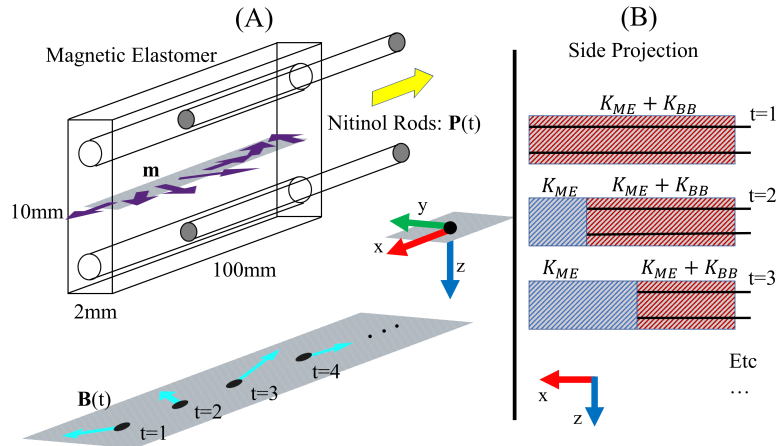 (A)
Magnetic Elastomer
Nitinol Rods: P(t)
m
10mm
100mm
2mm
y
x
z
B(t)
t=1
t=2
t=3
t=4
...
(B)
Side Projection
K_ME + K_BB
t=1
K_ME
K_ME + K_BB
t=2
K_ME
K_ME + K_BB
t=3
Etc
...
x
z